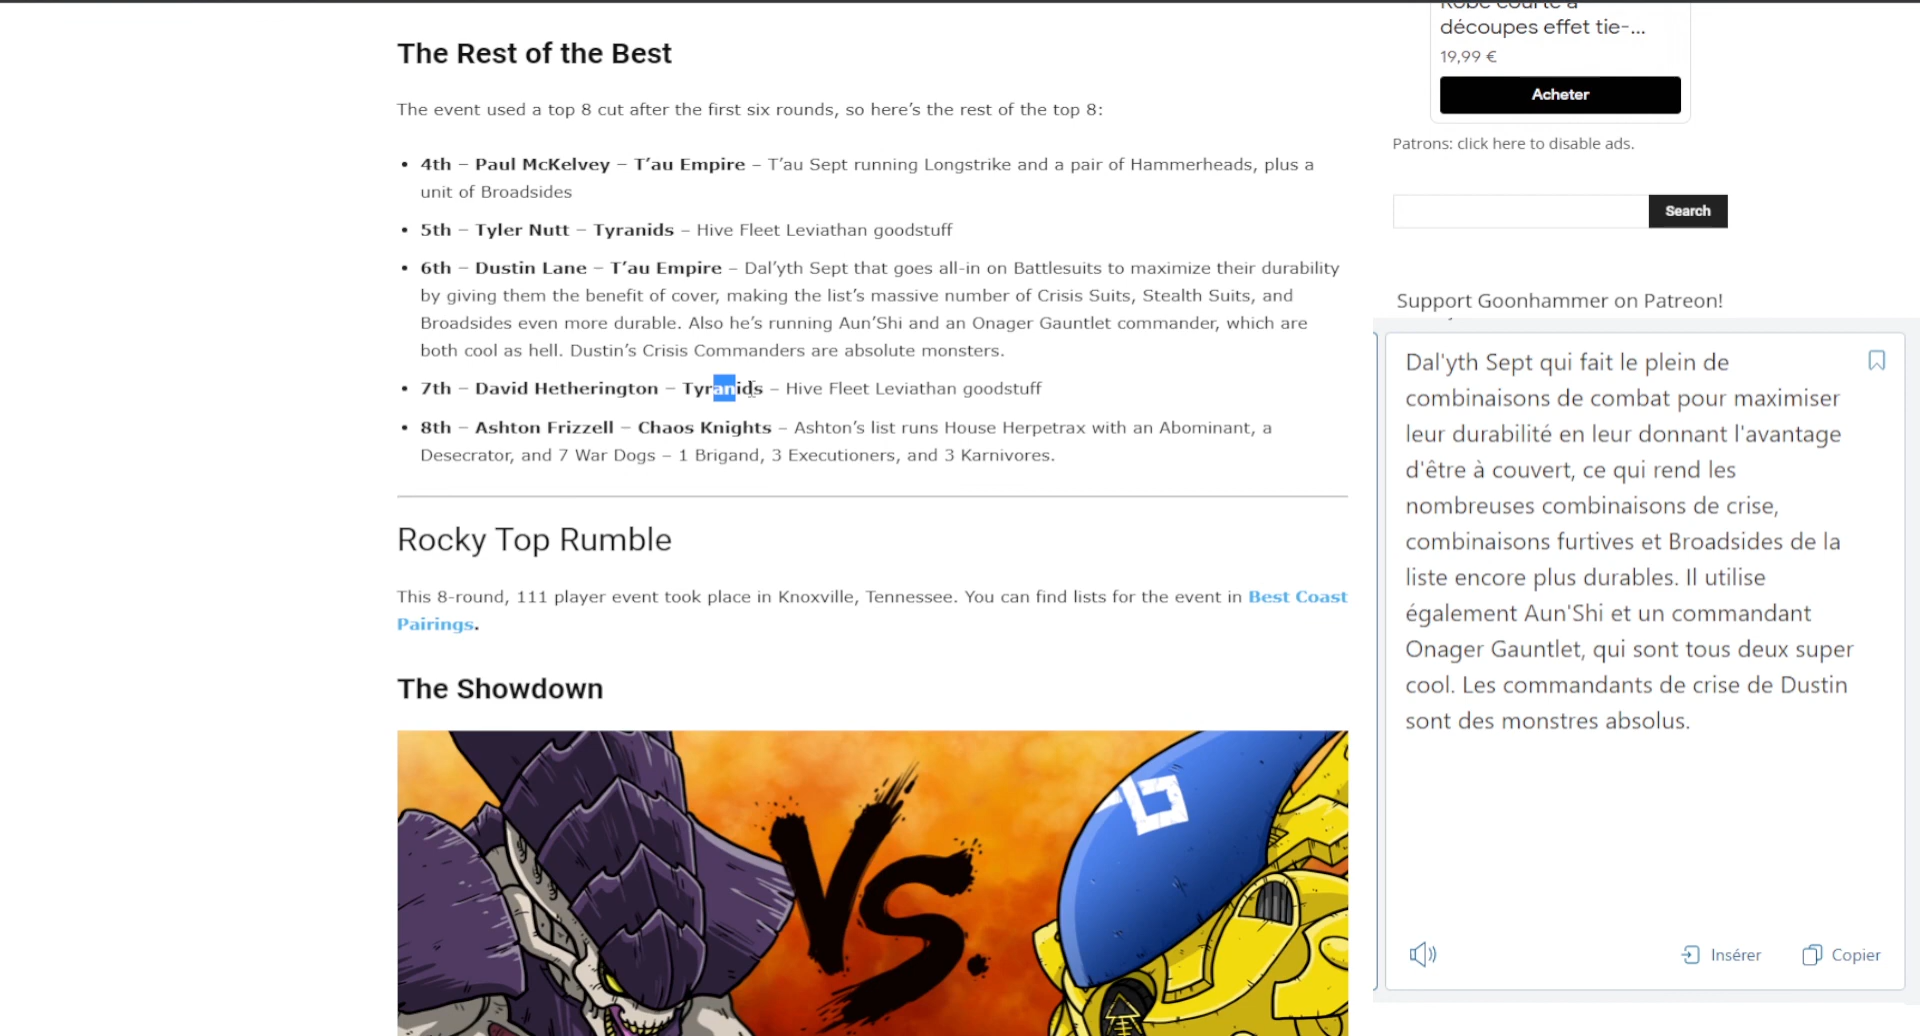 The Rest of the Best
The event used a top 8 cut after the first six rounds, so here’s the rest of the top 8:
• 4th – Paul McKelvey – T’au Empire – T’au Sept running Longstrike and a pair of Hammerheads, plus a
unit of Broadsides
• 5th – Tyler Nutt – Tyranids – Hive Fleet Leviathan goodstuff
• 6th – Dustin Lane – T’au Empire – Dal’yth Sept that goes all-in on Battlesuits to maximize their durability
by giving them the benefit of cover, making the list’s massive number of Crisis Suits, Stealth Suits, and
Broadsides even more durable. Also he’s running Aun’Shi and an Onager Gauntlet commander, which are
both cool as hell. Dustin’s Crisis Commanders are absolute monsters.
• 7th – David Hetherington – Tyranids – Hive Fleet Leviathan goodstuff
• 8th – Ashton Frizzell – Chaos Knights – Ashton’s list runs House Herpetrax with an Abominant, a
Desecrator, and 7 War Dogs – 1 Brigand, 3 Executioners, and 3 Karnivores.
Rocky Top Rumble
This 8-round, 111 player event took place in Knoxville, Tennessee. You can find lists for the event in Best Coast
Pairings.
The Showdown
VS.
Robe courte à
découpes effet tie-...
19,99 €
Acheter
Patrons: click here to disable ads.
Search
Support Goonhammer on Patreon!
Dal'yth Sept qui fait le plein de
combinaisons de combat pour maximiser
leur durabilité en leur donnant l'avantage
d'être à couvert, ce qui rend les
nombreuses combinaisons de crise,
combinaisons furtives et Broadsides de la
liste encore plus durables. Il utilise
également Aun'Shi et un commandant
Onager Gauntlet, qui sont tous deux super
cool. Les commandants de crise de Dustin
sont des monstres absolus.
Insérer
Copier